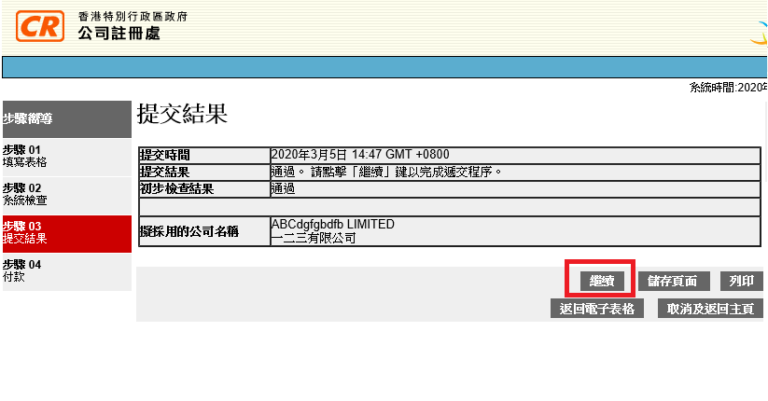 CR
香港特別行政區政府
公司註冊處
系統時間:2020年
步驟嚮導
提交結果
步驟 01
填寫表格
步驟 02
系統檢查
步驟 03
提交結果
步驟 04
付款
提交時間 2020年3月5日 14:47 GMT +0800
提交結果 通過。 請點擊「繼續」鍵以完成遞交程序。
初步檢查結果 通過
擬採用的公司名稱 ABCdgfgbdfb LIMITED
一二三有限公司
繼續 儲存頁面 列印
返回電子表格 取消及返回主頁